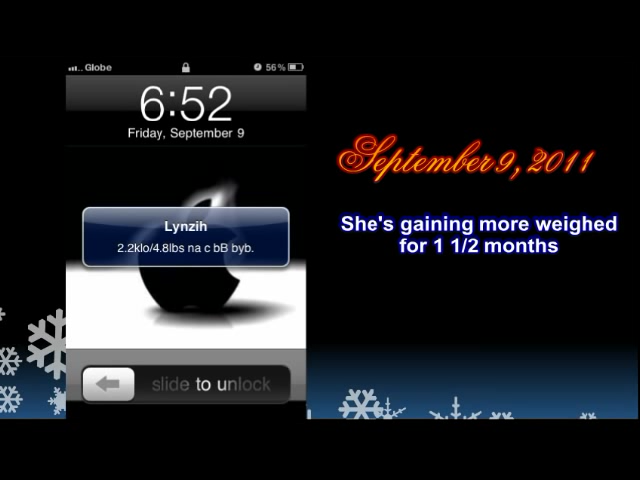 Globe
56%
6:52
Friday, September 9
Lynzih
2.2klo/4.8lbs na c bB byb.
slide to unlock
September 9, 2011
She's gaining more weighed
for 1 1/2 months